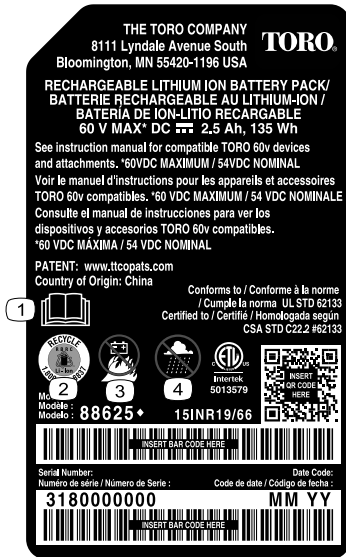 THE TORO COMPANY
8111 Lyndale Avenue South
Bloomington, MN 55420-1196 USA
TORO®
RECHARGEABLE LITHIUM ION BATTERY PACK/
BATTERIE RECHARGEABLE AU LITHIUM-ION /
BATERÍA DE ION-LITIO RECARGABLE
60 V MAX* DC 2.5 Ah, 135 Wh
See instruction manual for compatible TORO 60v devices
and attachments. *60VDC MAXIMUM / 54VDC NOMINAL
Voir le manuel d'instructions pour les appareils et accessoires
TORO 60v compatibles. *60 VDC MAXIMUM / 54 VDC NOMINALE
Consulte el manual de instrucciones para ver los
dispositivos y accesorios TORO 60v compatibles.
*60 VDC MÁXIMA / 54 VDC NOMINAL
PATENT: www.ttcopats.com
Country of Origin: China
Conforms to / Conforme à la norme
/ Cumple la norma UL STD 62133
Certified to / Certifié / Homologada según
CSA STD C22.2 #62133
1
RECYCLE
Li-Ion
2
3
4
ETL
C US
Intertek
5013579
INSERT
QR CODE
HERE
Modèle :
Modelo : 88625 15INR19/66
INSERT BAR CODE HERE
Serial Number: Date Code:
Numéro de série / Número de Serie : Code de date / Código de fecha :
3180000000 MM YY
INSERT BAR CODE HERE